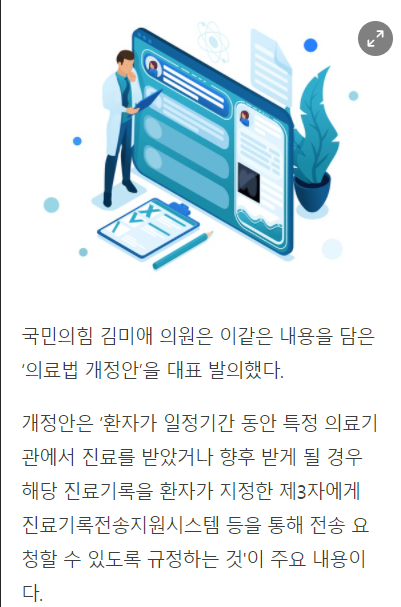 국민의힘 김미애 의원은 이같은 내용을 담은
'의료법 개정안'을 대표 발의했다.
개정안은 '환자가 일정기간 동안 특정 의료기
관에서 진료를 받았거나 향후 받게 될 경우
해당 진료기록을 환자가 지정한 제3자에게
진료기록전송지원시스템 등을 통해 전송 요
청할 수 있도록 규정하는 것'이 주요 내용이
다.